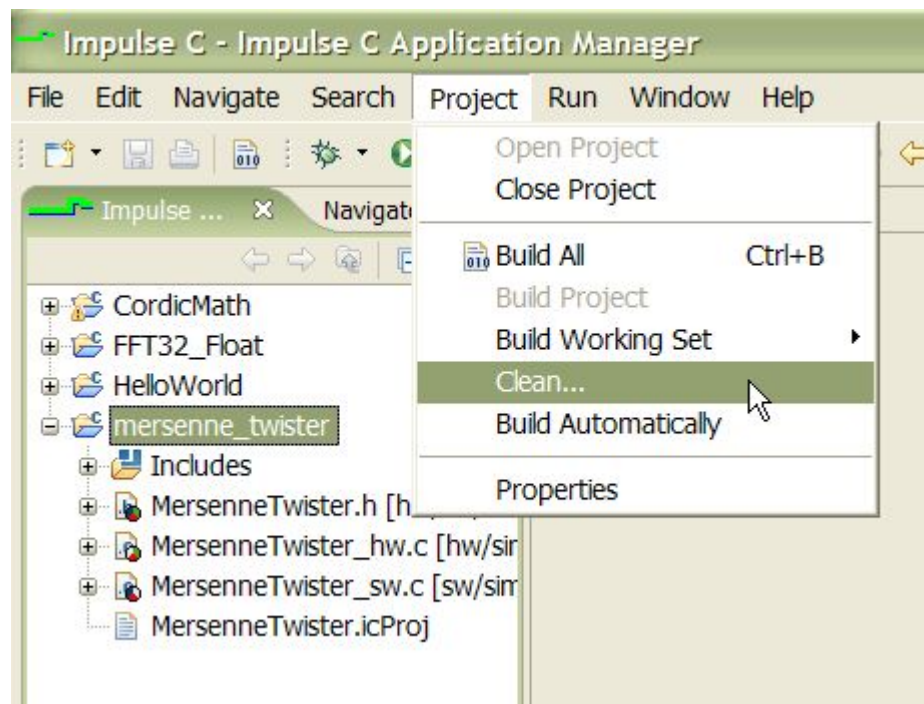 Impulse C - Impulse C Application Manager
File Edit Navigate Search Project Run Window Help
Open Project
Close Project
Impulse ... Navigat
Build All Ctrl+B
Build Project
Build Working Set
Clean...
Build Automatically
Properties
CordicMath
FFT32_Float
HelloWorld
mersenne_twister
Includes
MersenneTwister.h [h
MersenneTwister_hw.c [hw/sir
MersenneTwister_sw.c [sw/sim
MersenneTwister.icProj